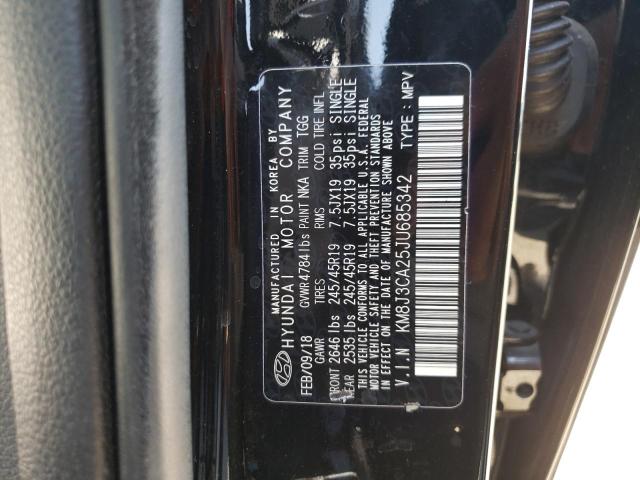 MANUFACTURED IN KOREA BY
HYUNDAI MOTOR COMPANY
FEB/09/18 GVWR 4784 lbs PAINT NKA TRIM TGG
GAWR TIRES RIMS COLD TIRE INFL
FRONT 2646 lbs 245/45R19 7.5JX19 35psi SINGLE
REAR 2535 lbs 245/45R19 7.5JX19 35psi SINGLE
THIS VEHICLE CONFORMS TO ALL APPLICABLE U.S.A. FEDERAL
MOTOR VEHICLE SAFETY AND THEFT PREVENTION STANDARDS
IN EFFECT ON THE DATE OF MANUFACTURE SHOWN ABOVE
V.I.N KM8J3CA25JU685342 TYPE : MPV